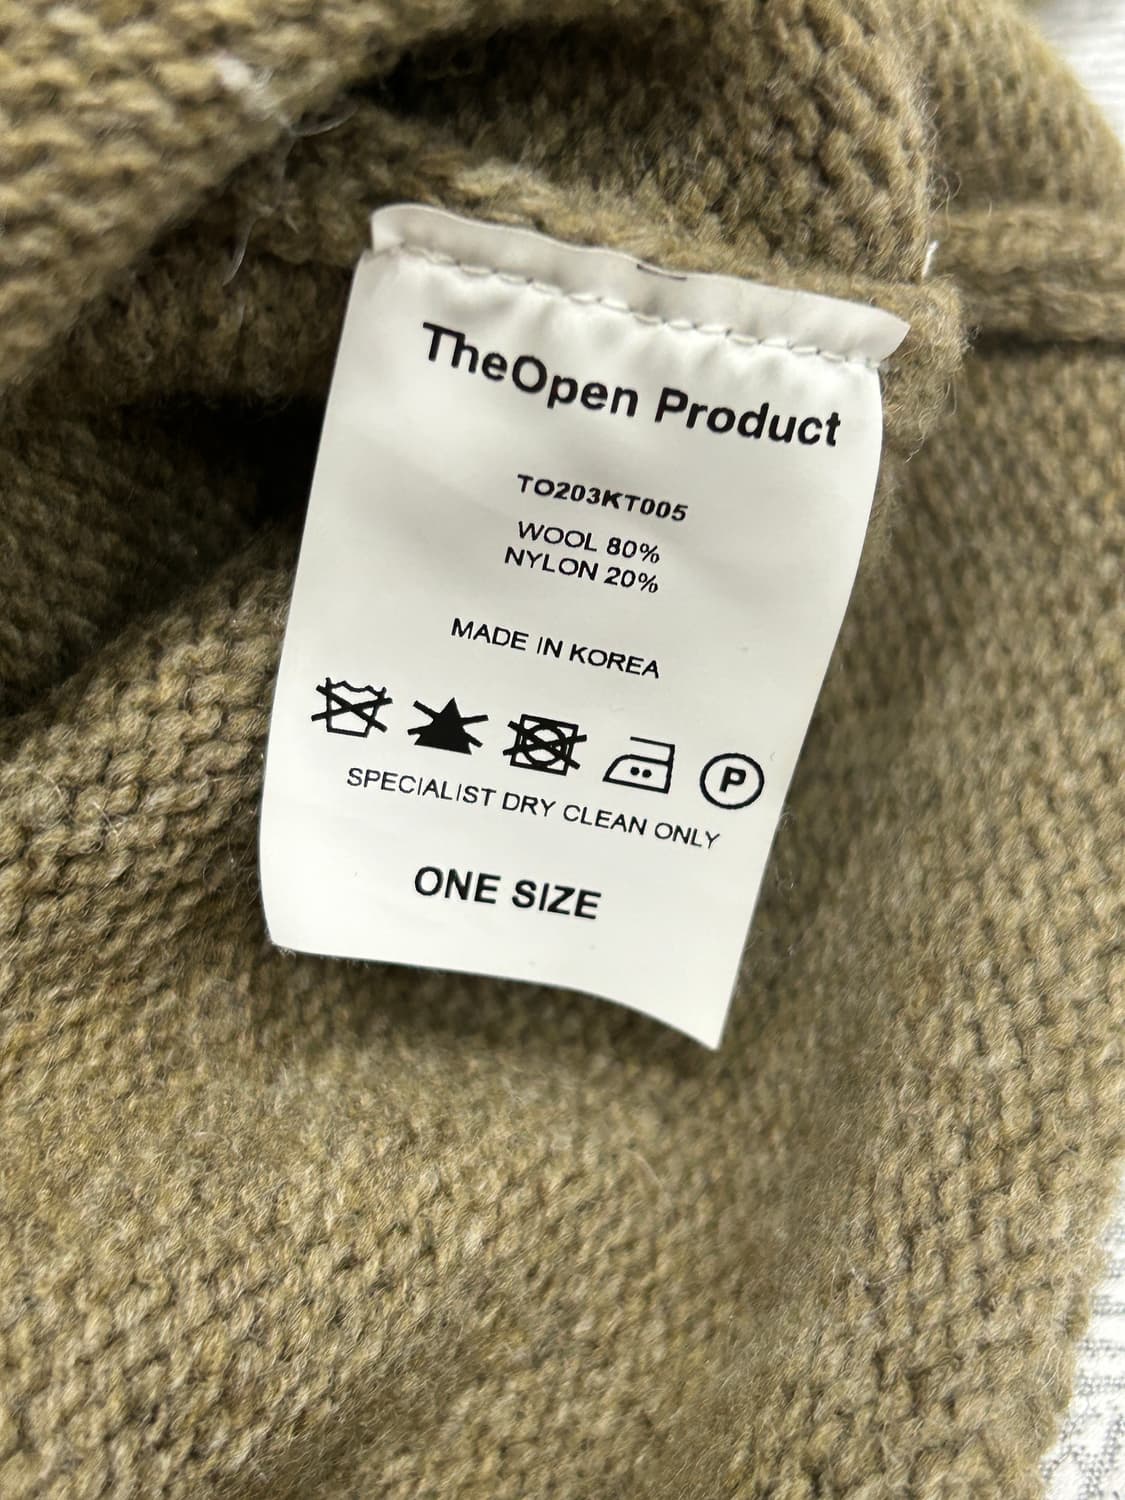 TheOpen Product
TO203KT005
WOOL 80%
NYLON 20%
MADE IN KOREA
P
SPECIALIST DRY CLEAN ONLY
ONE SIZE